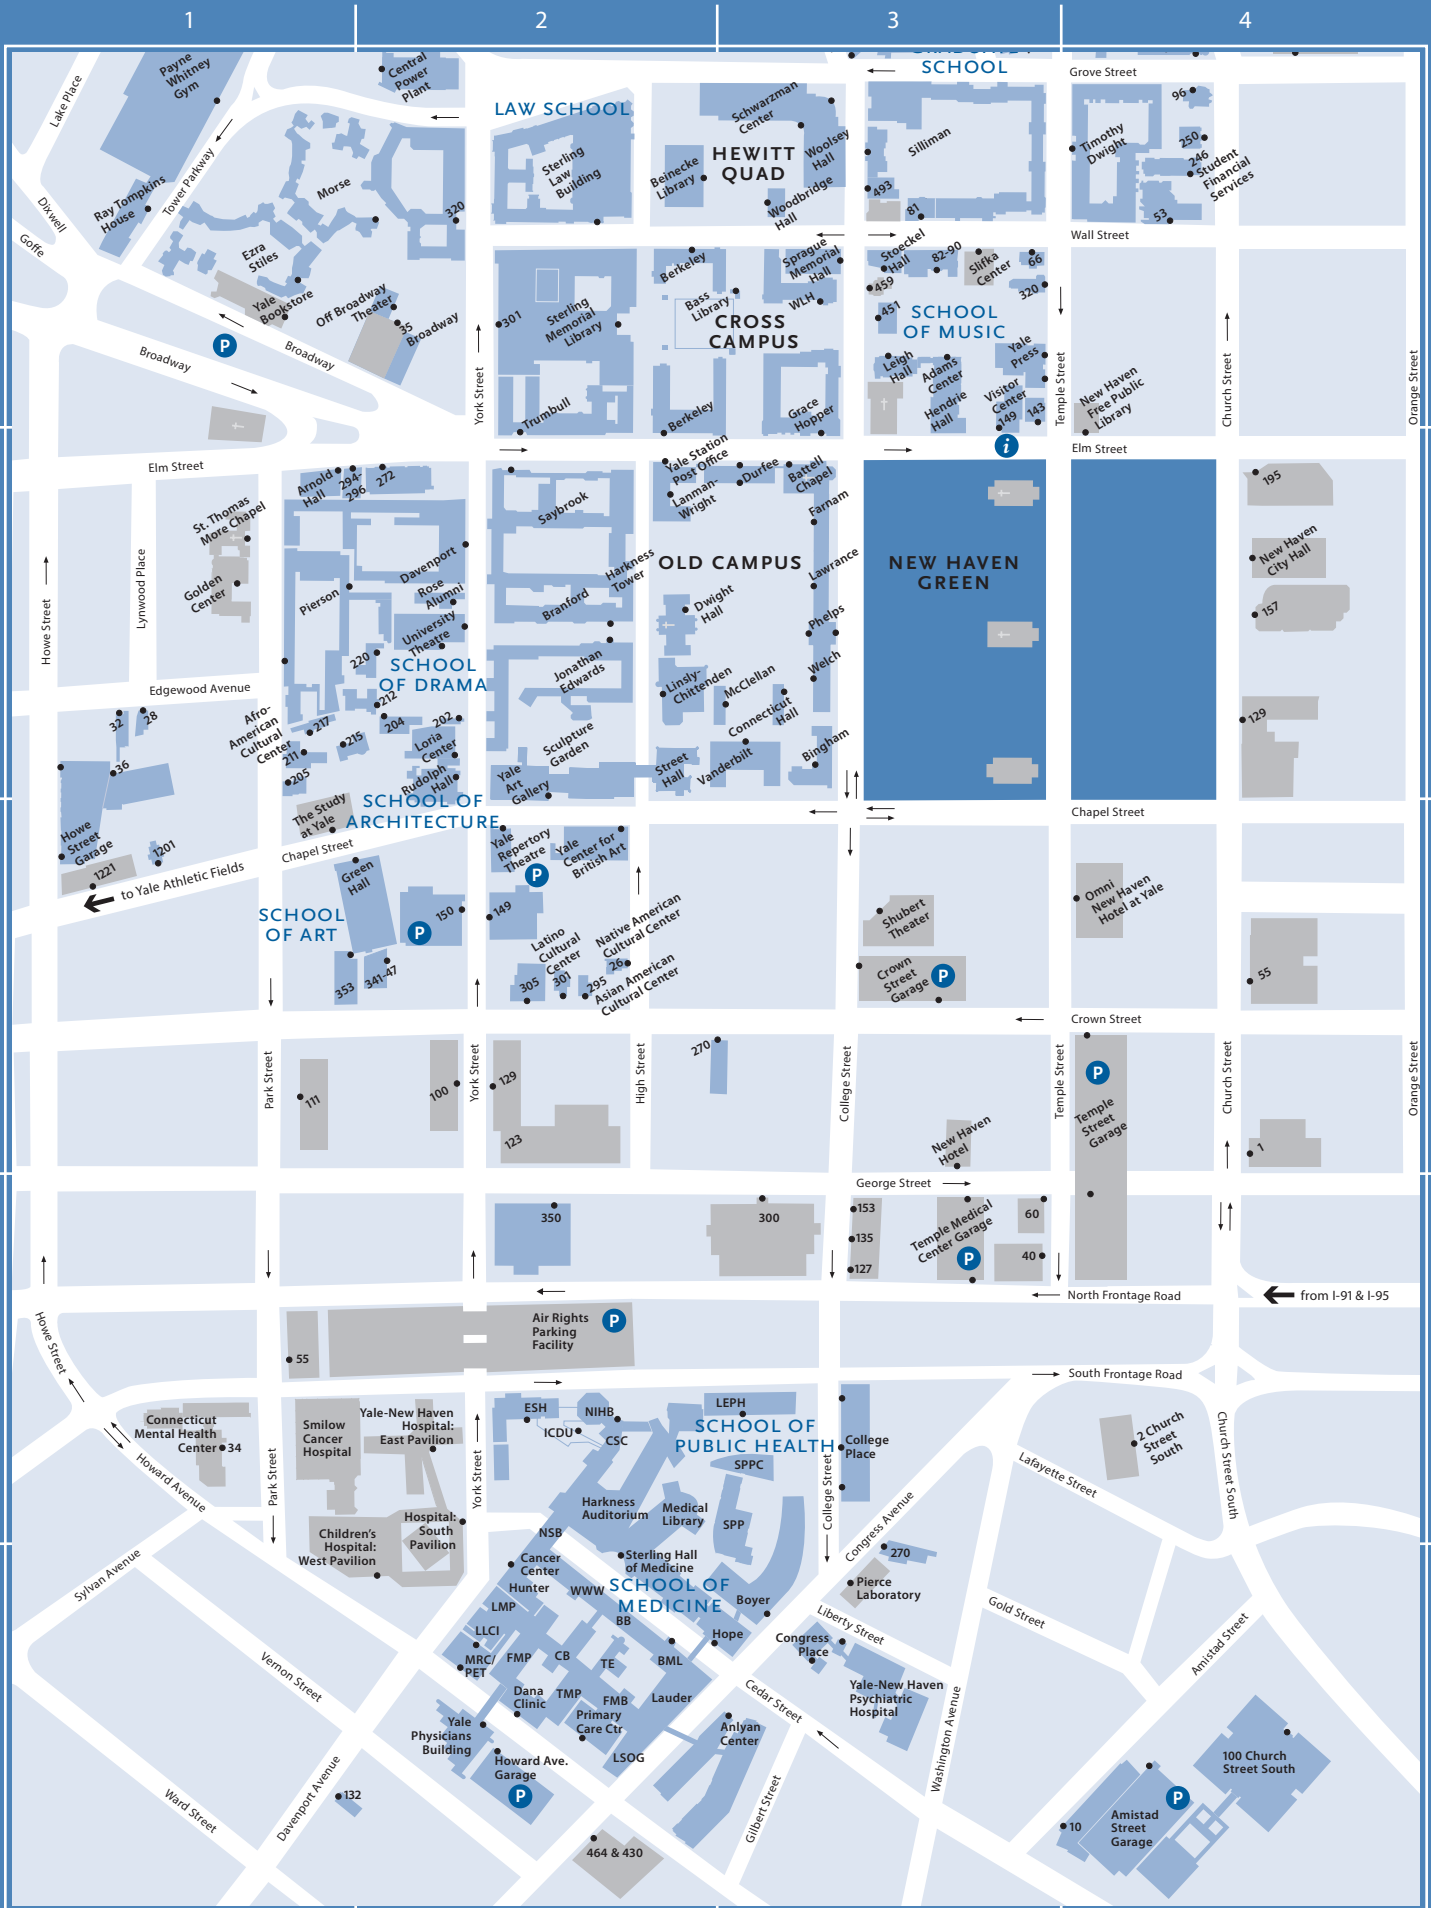 1
2
3
4
Payne
Whitney
Gym
Lake Place
Central
Power
Plant
LAW SCHOOL
SCHOOL
Grove Street
Schwarzman
Center
HEWITT
QUAD
Woolsey
Hall
Silliman
Timothy
Dwight
96
250
246
Student
Financial
Services
53
Ray Tompkins
House
Tower Parkway
Morse
320
Sterling
Law
Building
Beinecke
Library
Woodbridge
Hall
493
81
Dixwell
Goffe
Ezra
Stiles
Wall Street
Yale
Bookstore
Off Broadway
Theater
35
Broadway
Berkeley
Sprague
Memorial
Hall
Stoeckel
Hall
82-90
Slifka
Center
66
459
320
301
Sterling
Memorial
Library
Bass
Library
WLH
451
SCHOOL
OF MUSIC
CROSS
CAMPUS
P
Broadway
Broadway
York Street
Leigh
Hall
Adams
Center
Yale
Press
Temple Street
Church Street
Orange Street
Hendrie
Hall
Visitor
Center
149
143
New Haven
Free Public
Library
Trumbull
Berkeley
Grace
Hopper
i
Elm Street
Elm Street
Arnold
Hall
294-
296
272
Yale Station
Post Office
Durfee
Battell
Chapel
195
St. Thomas
More Chapel
Saybrook
Lanman-
Wright
Farnam
Lynwood Place
Golden
Center
Davenport
Harkness
Tower
OLD CAMPUS
NEW HAVEN
GREEN
New Haven
City Hall
Howe Street
Pierson
Rose
Alumni
Branford
Dwight
Hall
Lawrance
157
University
Theatre
Phelps
220
SCHOOL
OF DRAMA
Jonathan
Edwards
Linsly-
Chittenden
McClellan
Welch
Edgewood Avenue
32
28
Afro-
American
Cultural
Center
217
212
204
202
Connecticut
Hall
129
211
215
Loria
Center
Sculpture
Garden
Bingham
36
205
Rudolph
Hall
Yale
Art
Gallery
Street
Hall
Vanderbilt
The Study
at Yale
SCHOOL OF
ARCHITECTURE
Chapel Street
Howe
Street
Garage
1221
1201
Chapel Street
to Yale Athletic Fields
Green
Hall
Yale
Repertory
Theatre
P
Yale
Center for
British Art
Omni
New Haven
Hotel at Yale
SCHOOL
OF ART
150
P
149
Shubert
Theater
Latino
Cultural
Center
Native American
Cultural Center
26
353
341-47
305
301
295
Asian American
Cultural Center
Crown
Street
Garage
P
55
Crown Street
Park Street
111
100
York Street
129
123
High Street
270
College Street
Temple Street
P
Temple
Street
Garage
Church Street
Orange Street
New Haven
Hotel
1
George Street
350
300
153
135
127
Temple Medical
Center Garage
P
60
40
North Frontage Road
from I-91 & I-95
Howe Street
55
Air Rights
Parking
Facility
P
South Frontage Road
Connecticut
Mental Health
Center
34
Smilow
Cancer
Hospital
Yale-New Haven
Hospital:
East Pavilion
ESH
NIHB
ICDU
CSC
LEPH
SCHOOL OF
PUBLIC HEALTH
SPPC
College
Place
2 Church
Street
South
Church Street South
Howard Avenue
Park Street
York Street
College Street
Lafayette Street
Children's
Hospital:
West Pavilion
Hospital:
South
Pavilion
Harkness
Auditorium
Medical
Library
SPP
Congress Avenue
NSB
Cancer
Center
Sterling Hall
of Medicine
270
Sylvan Avenue
Hunter
WWW
SCHOOL OF
MEDICINE
Pierce
Laboratory
LMP
BB
Boyer
Liberty Street
Gold Street
LLCI
Hope
Congress
Place
Amistad Street
MRC/
PET
FMP
CB
TE
BML
Vernon Street
Dana
Clinic
TMP
FMB
Lauder
Cedar Street
Yale-New Haven
Psychiatric
Hospital
Yale
Physicians
Building
Primary
Care Ctr
Anlyan
Center
Washington Avenue
LSOG
Howard Ave.
Garage
P
100 Church
Street South
Ward Street
Davenport Avenue
132
Gilbert Street
P
10
Amistad
Street
Garage
464 & 430